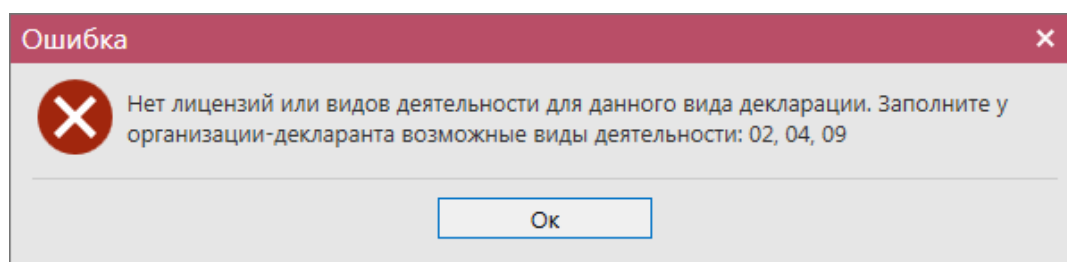 Ошибка
Нет лицензий или видов деятельности для данного вида декларации. Заполните у
организации-декларанта возможные виды деятельности: 02, 04, 09
Ок